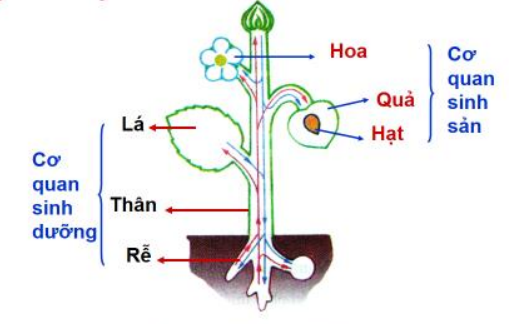 Hoa
Quả
Hạt
Cơ
quan
sinh
sản
Lá
Thân
Rễ
Cơ
quan
sinh
dưỡng